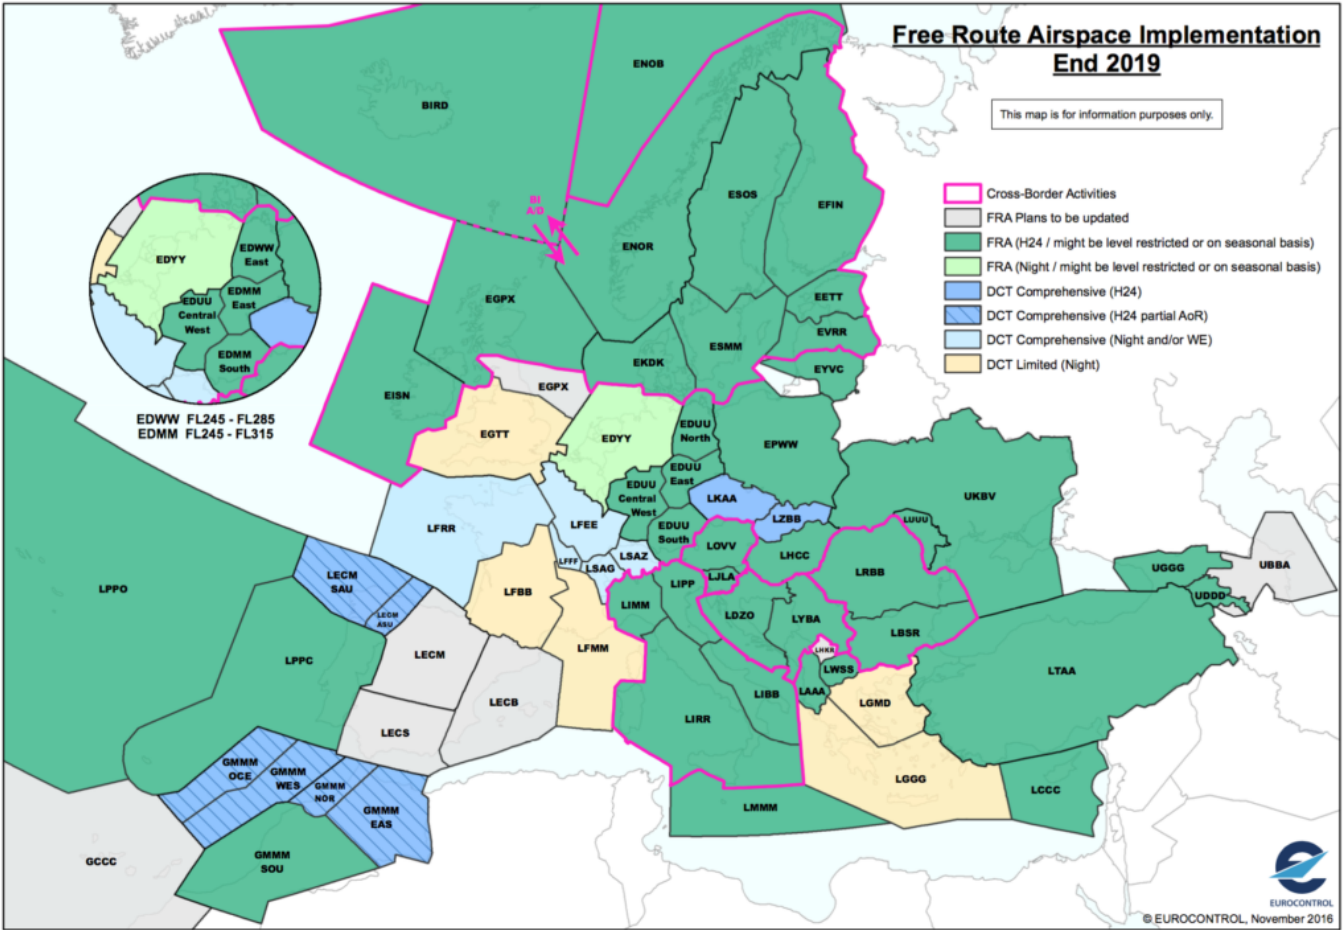 Free Route Airspace Implementation
End 2019
This map is for information purposes only.
Cross-Border Activities
FRA Plans to be updated
FRA (H24 / might be level restricted or on seasonal basis)
FRA (Night / might be level restricted or on seasonal basis)
DCT Comprehensive (H24)
DCT Comprehensive (H24 partial AoR)
DCT Comprehensive (Night and/or WE)
DCT Limited (Night)
ENOB
BIRD
BI
A/D
ESOS
EFIN
ENOR
EGPX
EETT
EVRR
ESMM
EKDK
EYVC
EDYY
EDWW
East
EDMM
East
EDUU
Central
West
EDMM
South
EDWW FL245 - FL285
EDMM FL245 - FL315
EISN
EGPX
EGTT
EDYY
EDUU
North
EPWW
EDUU
East
EDUU
Central
West
EDUU
South
LKAA
LZBB
UKBV
LUUU
LFRR
LFEE
LFFF
LSAG
LSAZ
LOVV
LHCC
LRBB
UGGG
UBBA
UDDD
LPPO
LECM
SAU
LECM
ASU
LFBB
LIMM
LIPP
LJLA
LDZO
LYBA
LBSR
LPPC
LECM
LFMM
LWSS
LTAA
LECB
LIBB
LAAA
LGMD
LIRR
LECS
GMMM
OCE
GMMM
WES
GMMM
NOR
GMMM
EAS
LGGG
LCCC
LMMM
GCCC
GMMM
SOU
EUROCONTROL
© EUROCONTROL, November 2016